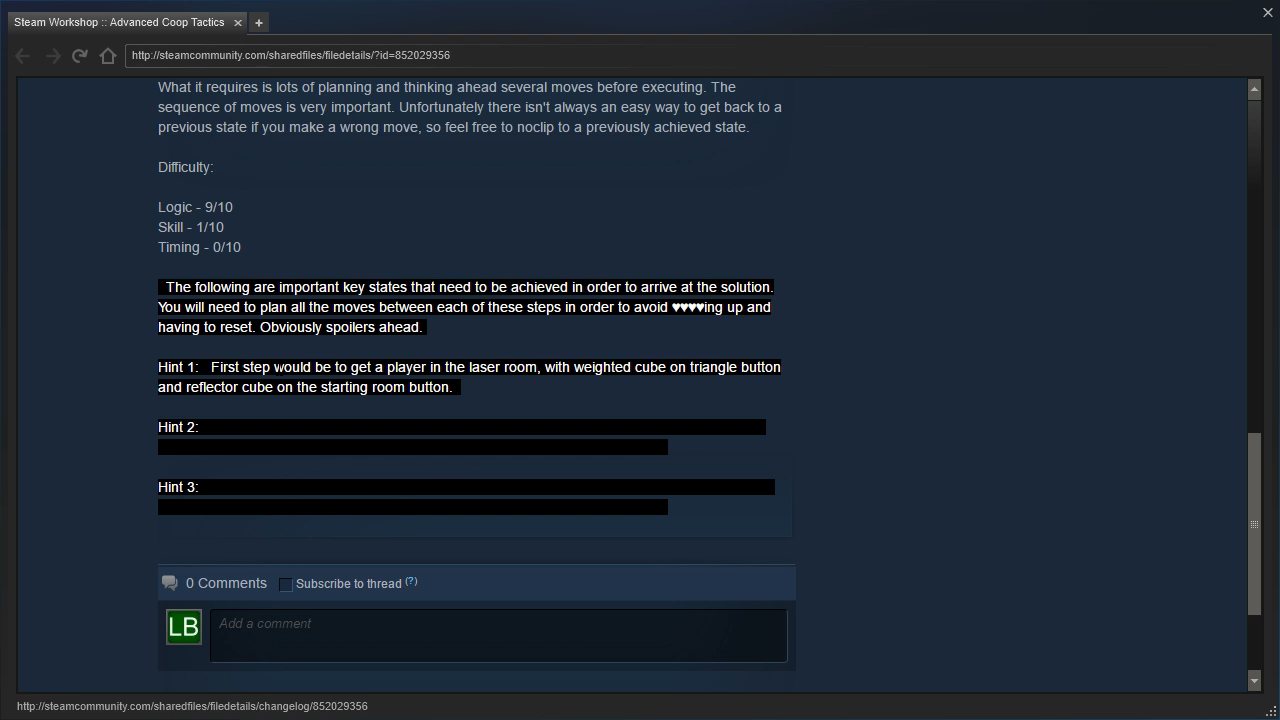 Steam Workshop :: Advanced Coop Tactics
http://steamcommunity.com/sharedfiles/filedetails/?id=852029356
What it requires is lots of planning and thinking ahead several moves before executing. The
sequence of moves is very important. Unfortunately there isn't always an easy way to get back to a
previous state if you make a wrong move, so feel free to noclip to a previously achieved state.
Difficulty:
Logic - 9/10
Skill - 1/10
Timing - 0/10
The following are important key states that need to be achieved in order to arrive at the solution.
You will need to plan all the moves between each of these steps in order to avoid ♥♥♥♥ing up and
having to reset. Obviously spoilers ahead.
Hint 1: First step would be to get a player in the laser room, with weighted cube on triangle button
and reflector cube on the starting room button.
Hint 2:
Hint 3:
0 Comments Subscribe to thread (?)
LB
Add a comment
http://steamcommunity.com/sharedfiles/filedetails/changelog/852029356